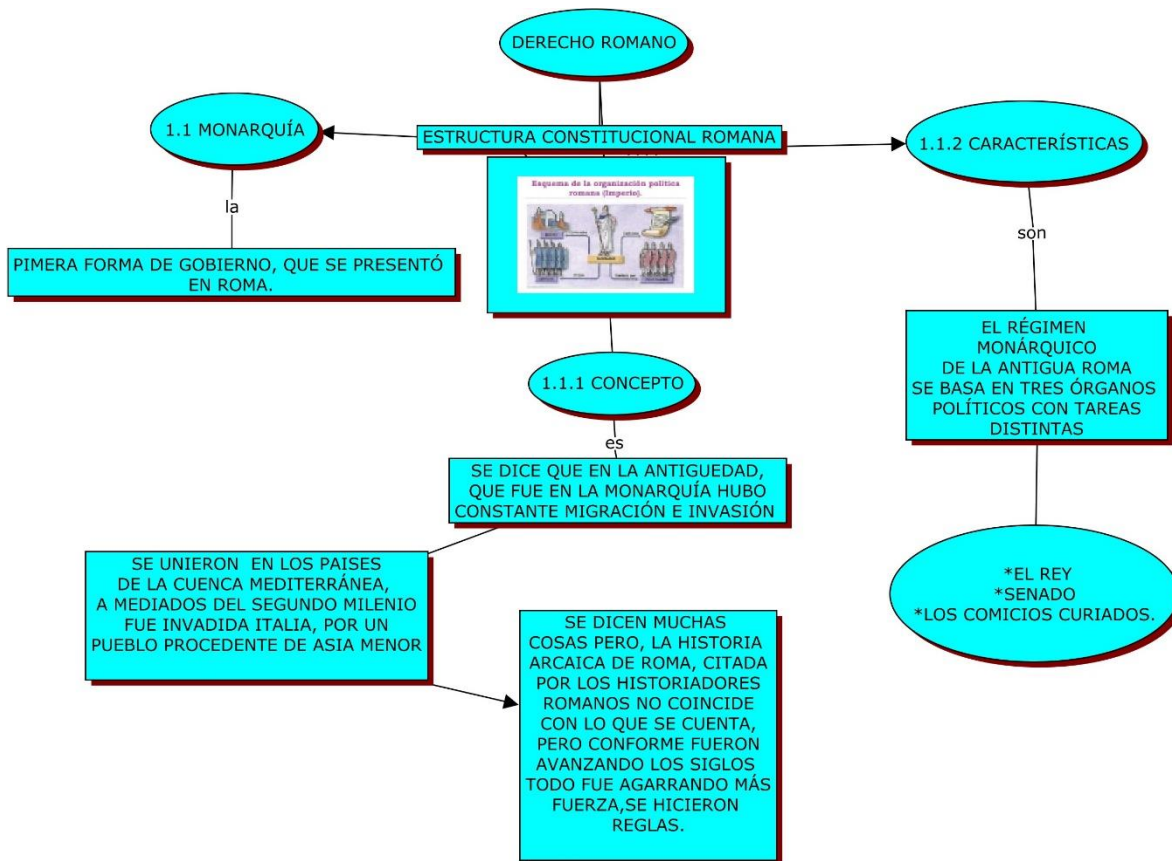 DERECHO ROMANO
ESTRUCTURA CONSTITUCIONAL ROMANA
1.1 MONARQUÍA
la
PIMERA FORMA DE GOBIERNO, QUE SE PRESENTÓ
EN ROMA.
Esquema de la organización política
romana (Imperio).
1.1.1 CONCEPTO
es
SE DICE QUE EN LA ANTIGUEDAD,
QUE FUE EN LA MONARQUÍA HUBO
CONSTANTE MIGRACIÓN E INVASIÓN
SE UNIERON EN LOS PAISES
DE LA CUENCA MEDITERRÁNEA,
A MEDIADOS DEL SEGUNDO MILENIO
FUE INVADIDA ITALIA, POR UN
PUEBLO PROCEDENTE DE ASIA MENOR
SE DICEN MUCHAS
COSAS PERO, LA HISTORIA
ARCAICA DE ROMA, CITADA
POR LOS HISTORIADORES
ROMANOS NO COINCIDE
CON LO QUE SE CUENTA,
PERO CONFORME FUERON
AVANZANDO LOS SIGLOS
TODO FUE AGARRANDO MÁS
FUERZA,SE HICIERON
REGLAS.
1.1.2 CARACTERÍSTICAS
son
EL RÉGIMEN
MONÁRQUICO
DE LA ANTIGUA ROMA
SE BASA EN TRES ÓRGANOS
POLÍTICOS CON TAREAS
DISTINTAS
*EL REY
*SENADO
*LOS COMICIOS CURIADOS.